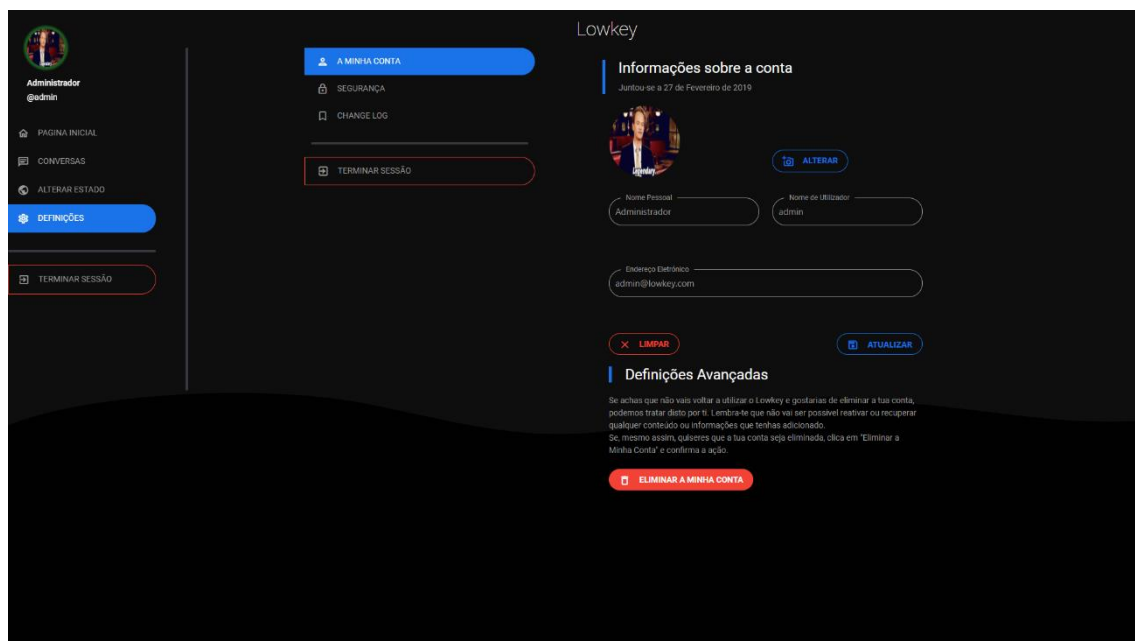 Lowkey
Administrador
@admin
PAGINA INICIAL
CONVERSAS
ALTERAR ESTADO
DEFINIÇÕES
TERMINAR SESSÃO
A MINHA CONTA
SEGURANÇA
CHANGE LOG
TERMINAR SESSÃO
Informações sobre a conta
Juntou-se a 27 de Fevereiro de 2019
Legendary
ALTERAR
Nome Pessoal
Administrador
Nome de Utilizador
admin
Endereço Eletrónico
admin@lowkey.com
LIMPAR
ATUALIZAR
Definições Avançadas
Se achas que não vais voltar a utilizar o Lowkey e gostarias de eliminar a tua conta,
podemos tratar disto por ti. Lembra-te que não vai ser possível reativar ou recuperar
qualquer conteúdo ou informações que tenhas adicionado.
Se, mesmo assim, quiseres que a tua conta seja eliminada, clica em "Eliminar a
Minha Conta" e confirma a ação.
ELIMINAR A MINHA CONTA